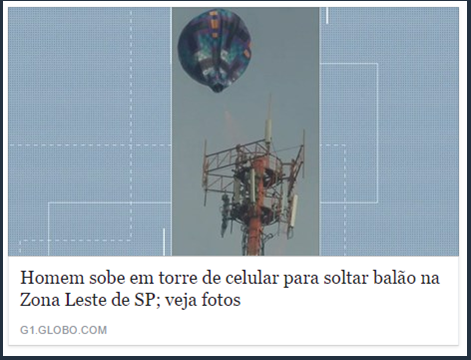 Homem sobe em torre de celular para soltar balão na
Zona Leste de SP; veja fotos
G1.GLOBO.COM